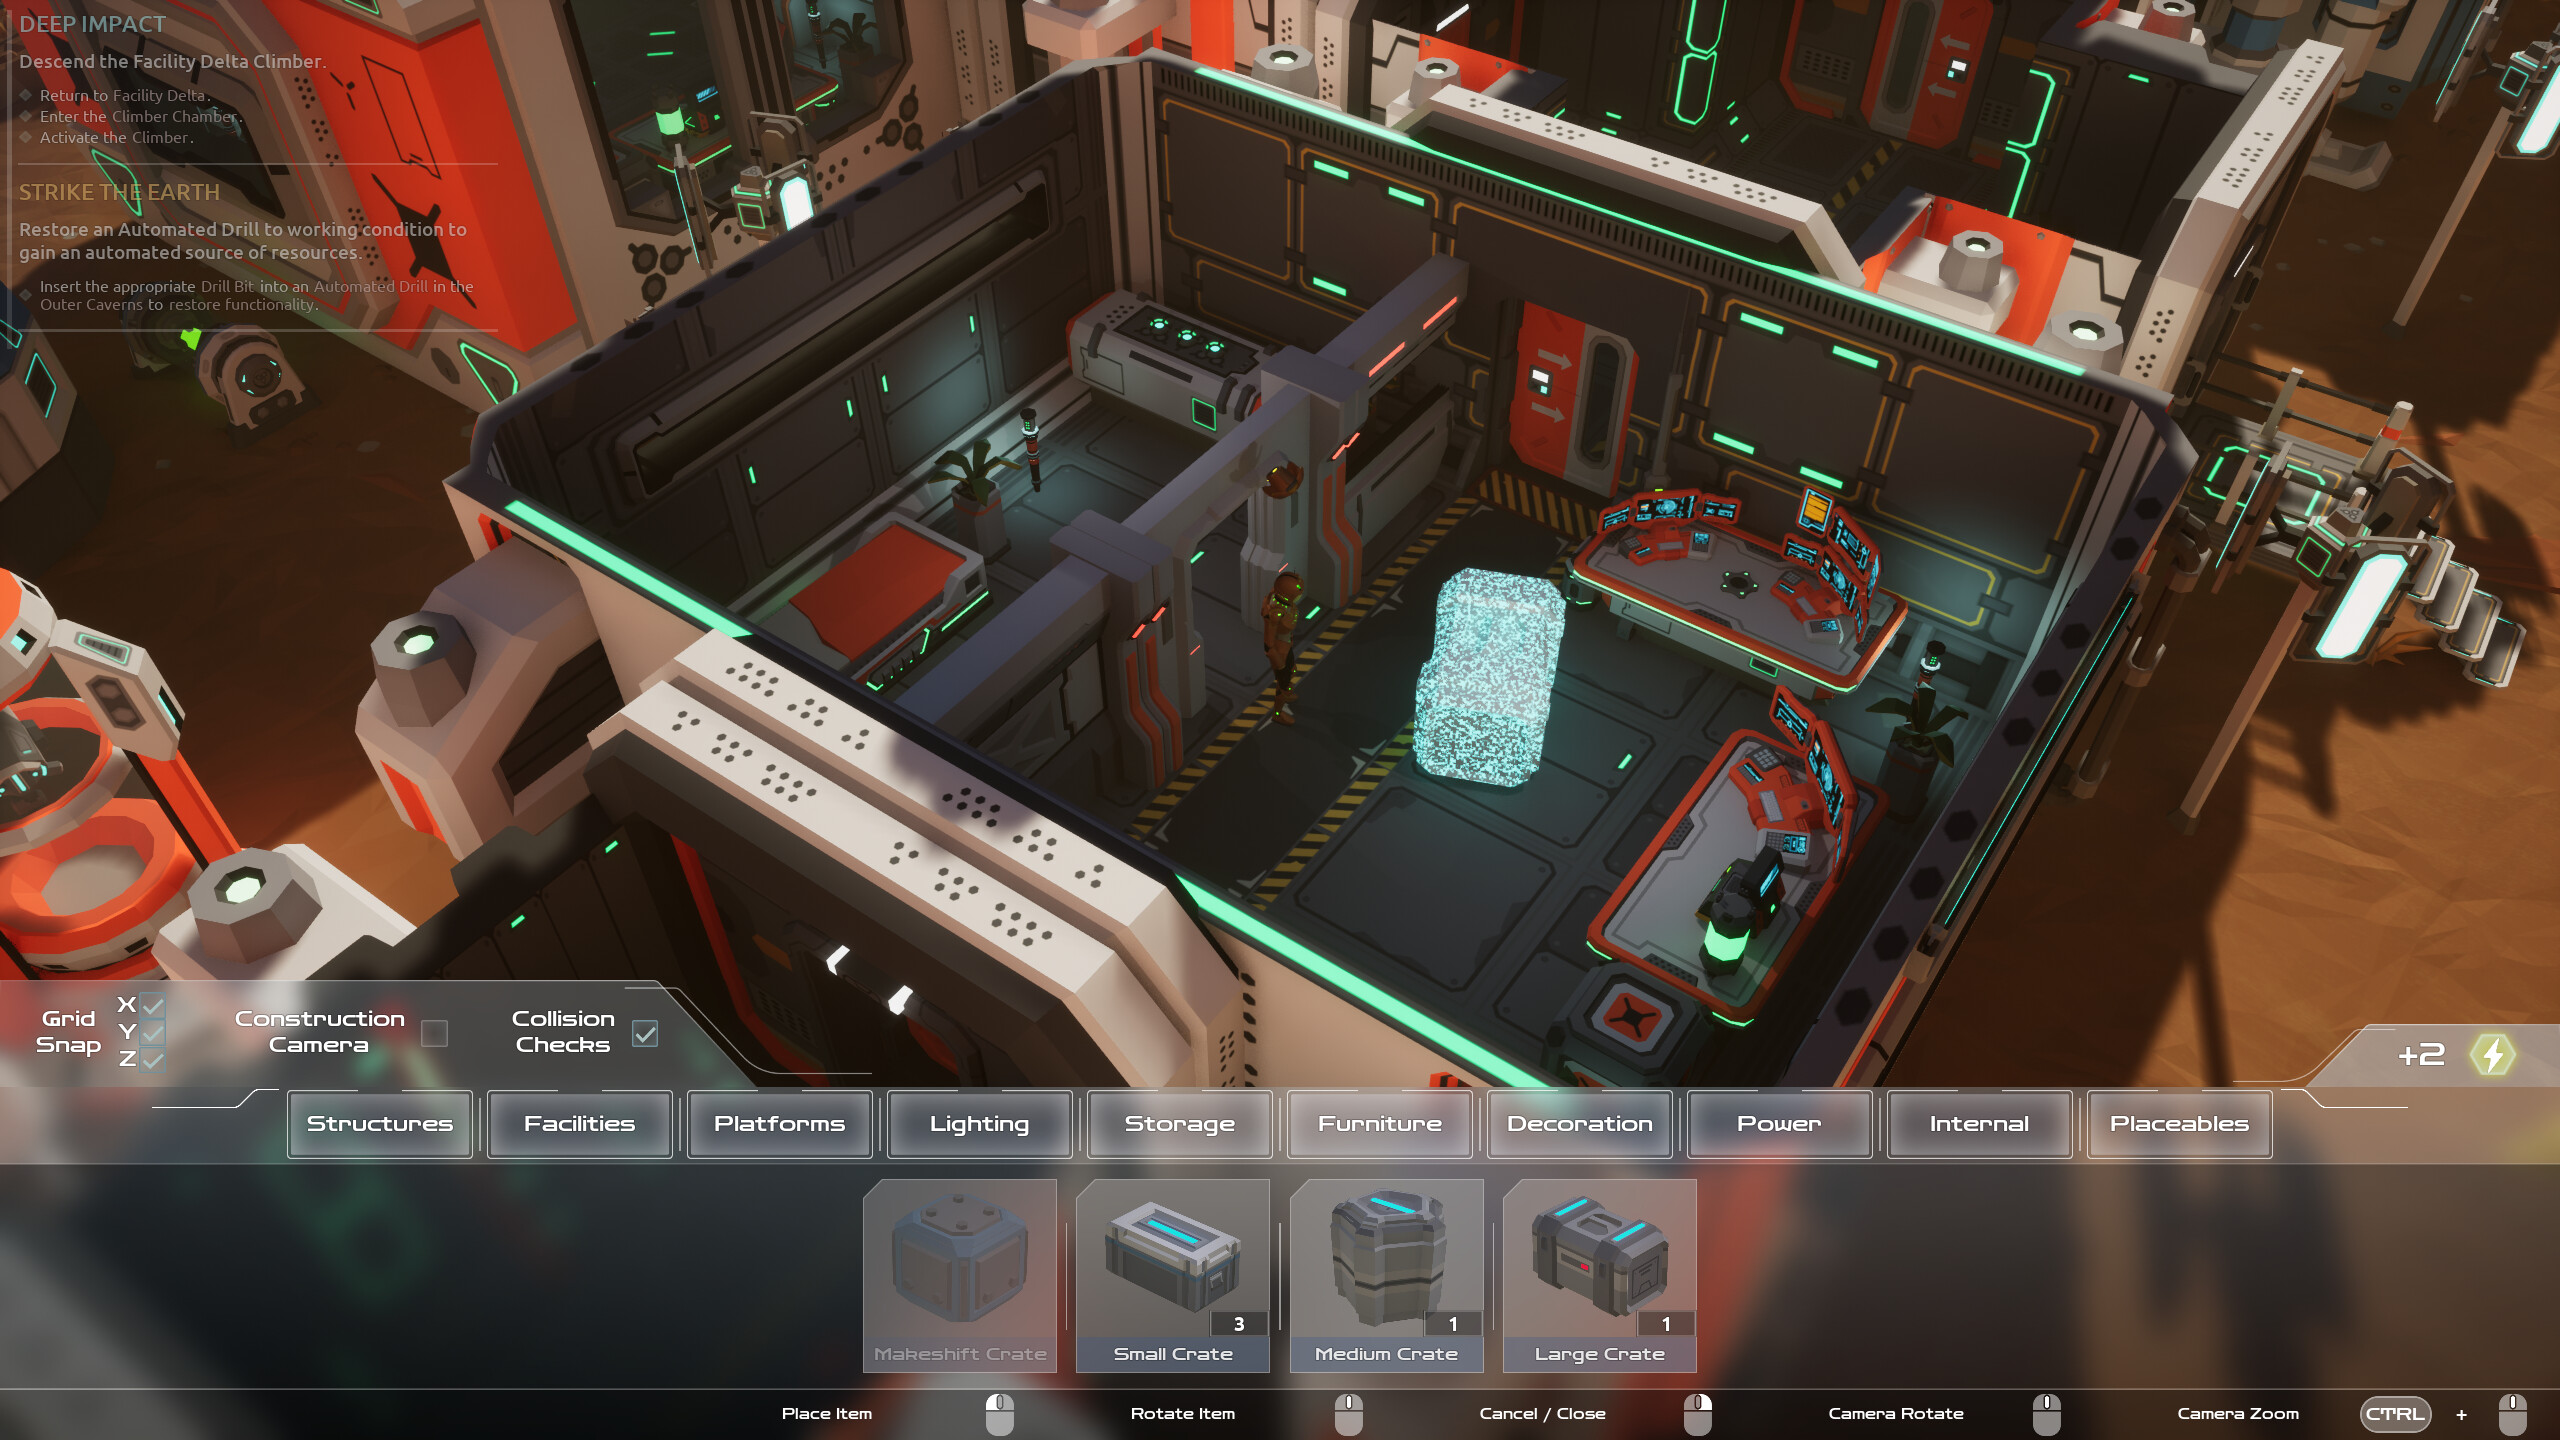 DEEP IMPACT
Descend the Facility Delta Climber.
Return to Facility Delta.
Enter the Climber Chamber.
Activate the Climber.
STRIKE THE EARTH
Restore an Automated Drill to working condition to
gain an automated source of resources.
Insert the appropriate Drill Bit into an Automated Drill in the
Outer Caverns to restore functionality.
Grid
Snap
X
Y
Z
Construction
Camera
Collision
Checks
+2
Structures
Facilities
Platforms
Lighting
Storage
Furniture
Decoration
Power
Internal
Placeables
Makeshift Crate
3
Small Crate
1
Medium Crate
1
Large Crate
Place Item
Rotate Item
Cancel / Close
Camera Rotate
Camera Zoom
CTRL
+